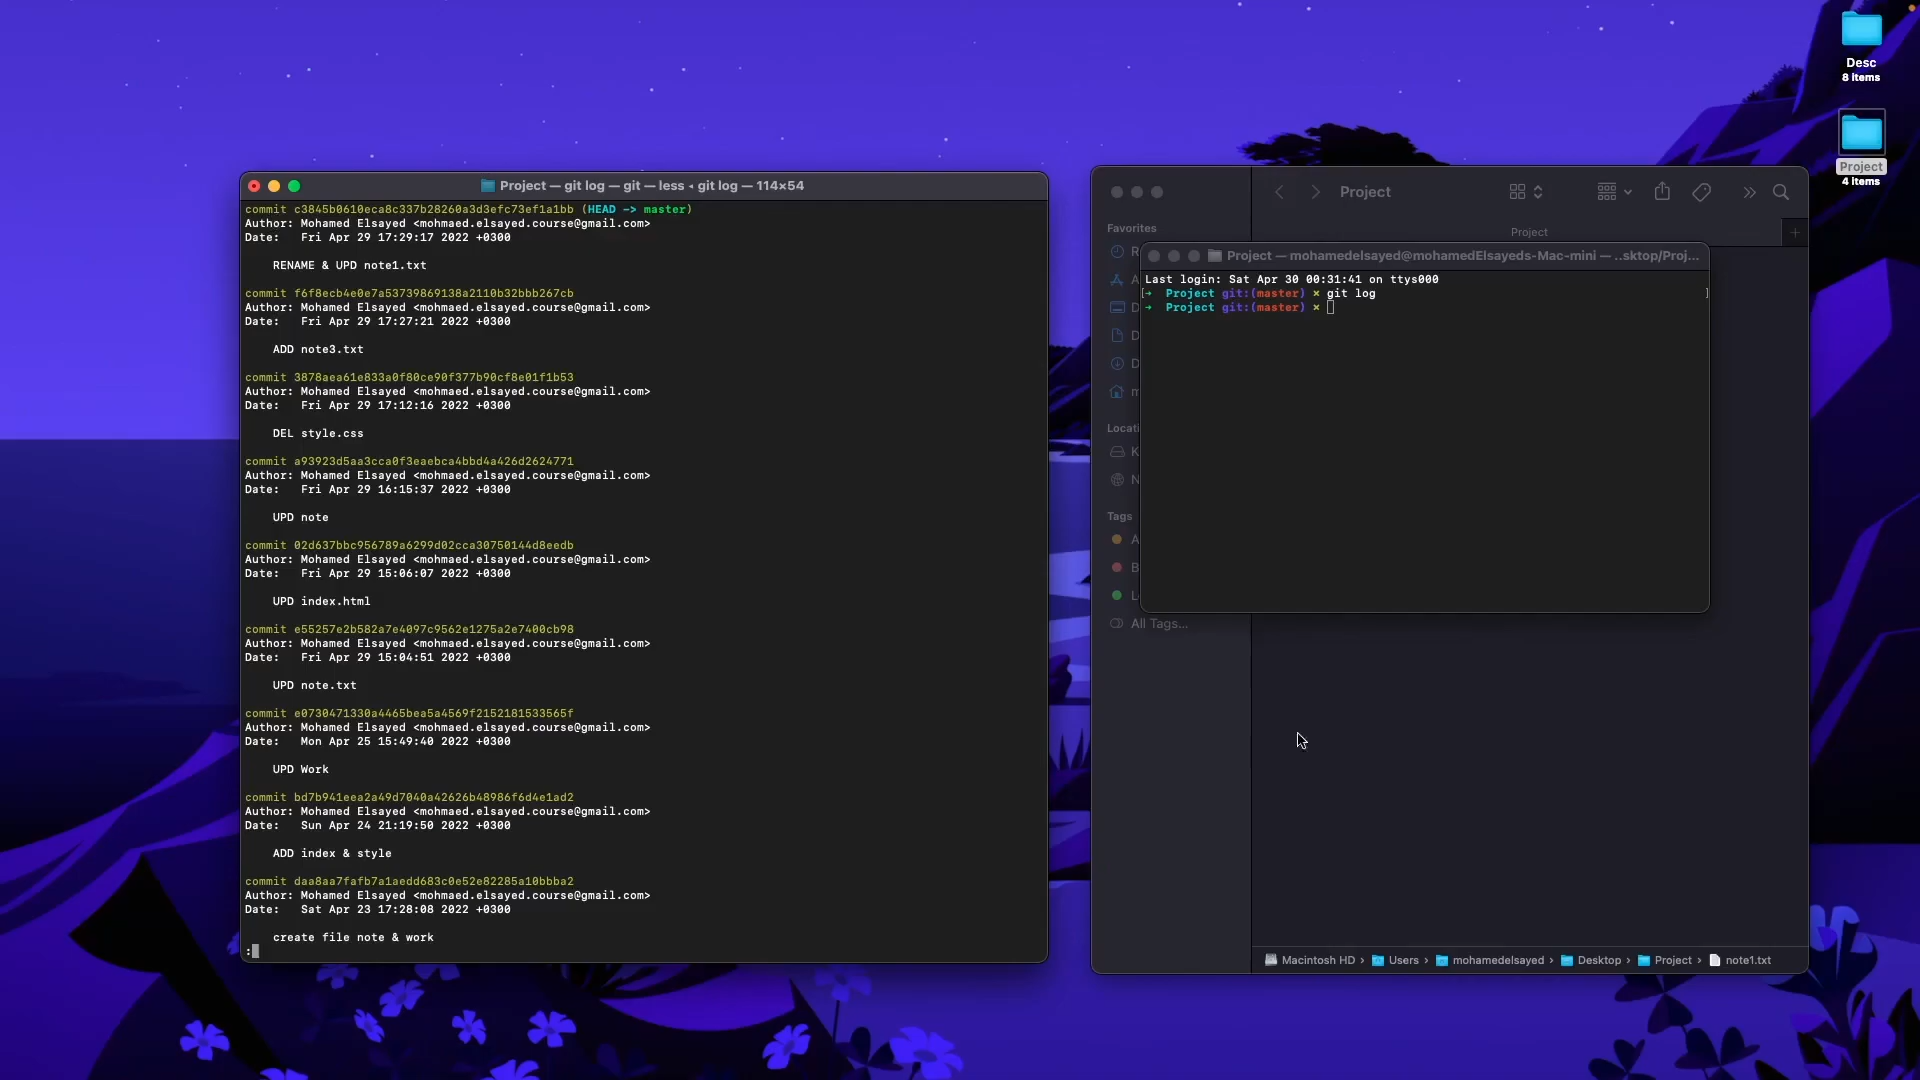 Desc
8 items
Project
4 items
Project — git log — git — less ◂ git log — 114×54
commit c3845b0610eca8c337b28260a3d3efc73ef1a1bb (HEAD -> master)
Author: Mohamed Elsayed <mohmaed.elsayed.course@gmail.com>
Date:   Fri Apr 29 17:29:17 2022 +0300
RENAME & UPD note1.txt
commit f6f8ecb4e0e7a53739869138a2110b32bbb267cb
Author: Mohamed Elsayed <mohmaed.elsayed.course@gmail.com>
Date:   Fri Apr 29 17:27:21 2022 +0300
ADD note3.txt
commit 3878aea61e833a0f80ce90f377b90cf8e01f1b53
Author: Mohamed Elsayed <mohmaed.elsayed.course@gmail.com>
Date:   Fri Apr 29 17:12:16 2022 +0300
DEL style.css
commit a93923d5aa3cca0f3eaebca4bbd4a426d2624771
Author: Mohamed Elsayed <mohmaed.elsayed.course@gmail.com>
Date:   Fri Apr 29 16:15:37 2022 +0300
UPD note
commit 02d637bbc956789a6299d02cca30750144d8eedb
Author: Mohamed Elsayed <mohmaed.elsayed.course@gmail.com>
Date:   Fri Apr 29 15:06:07 2022 +0300
UPD index.html
commit e55257e2b582a7e4097c9562e1275a2e7400cb98
Author: Mohamed Elsayed <mohmaed.elsayed.course@gmail.com>
Date:   Fri Apr 29 15:04:51 2022 +0300
UPD note.txt
commit e0730471330a4465bea5a4569f2152181533565f
Author: Mohamed Elsayed <mohmaed.elsayed.course@gmail.com>
Date:   Mon Apr 25 15:49:40 2022 +0300
UPD Work
commit bd7b941eea2a49d7040a42626b48986f6d4e1ad2
Author: Mohamed Elsayed <mohmaed.elsayed.course@gmail.com>
Date:   Sun Apr 24 21:19:50 2022 +0300
ADD index & style
commit daa8aa7fafb7a1aedd683c0e52e82285a10bbba2
Author: Mohamed Elsayed <mohmaed.elsayed.course@gmail.com>
Date:   Sat Apr 23 17:28:08 2022 +0300
create file note & work
:
Project
Project
Favorites
R
A
D
D
D
m
Locati
K
N
Tags
A
B
L
All Tags...
Project — mohamedelsayed@mohamedElsayeds-Mac-mini — ..sktop/Proj...
Last login: Sat Apr 30 00:31:41 on ttys000
[→ Project git:(master) × git log ]
→ Project git:(master) ×
Macintosh HD › Users › mohamedelsayed › Desktop › Project › note1.txt